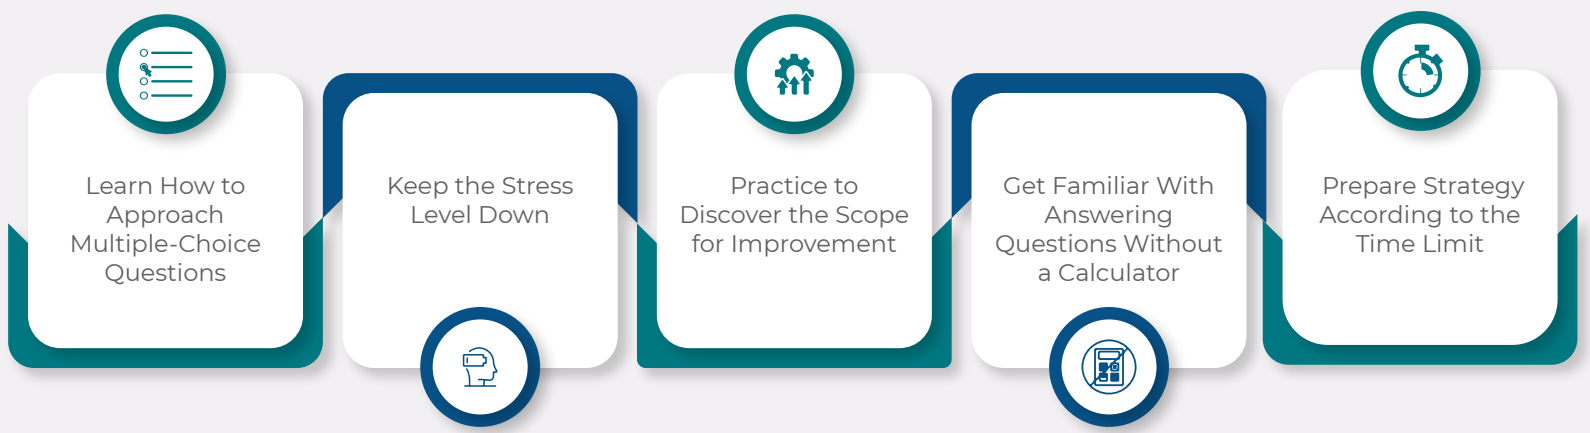 Learn How to
Approach
Multiple-Choice
Questions
Keep the Stress
Level Down
Practice to
Discover the Scope
for Improvement
Get Familiar With
Answering
Questions Without
a Calculator
Prepare Strategy
According to the
Time Limit